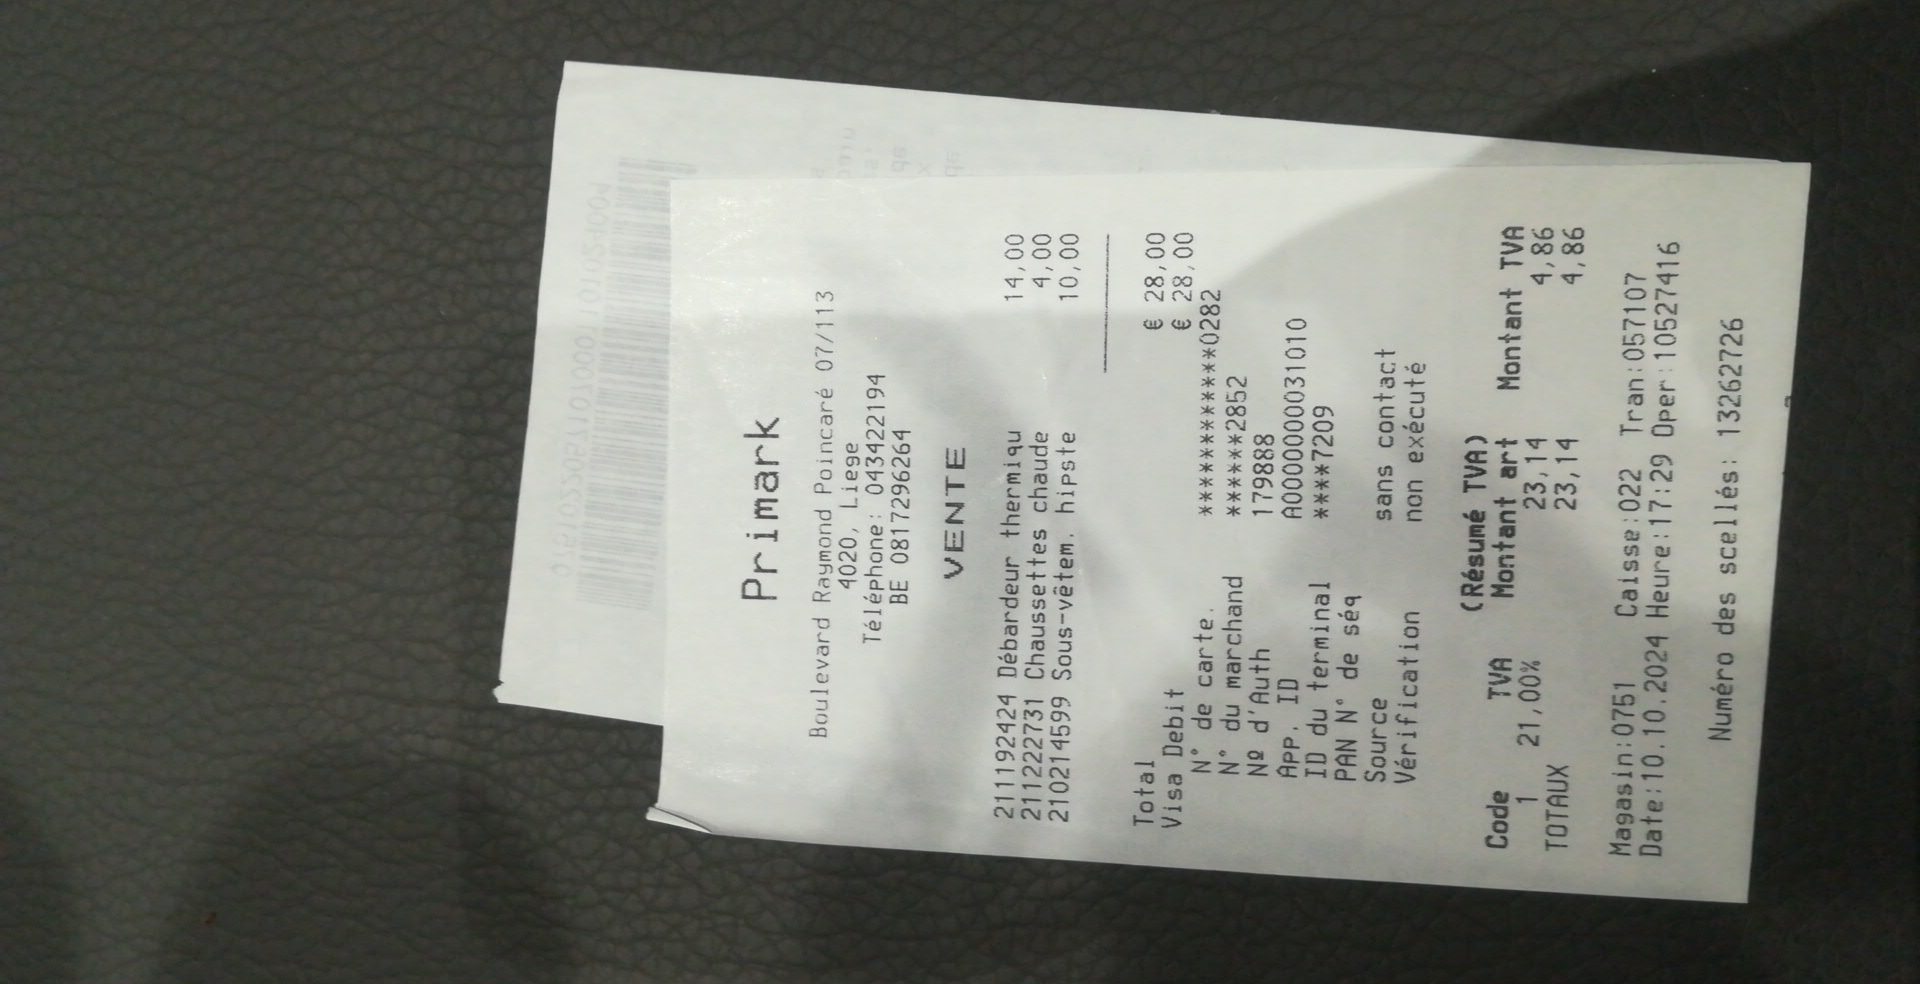 Primark
Boulevard Raymond Poincaré 07/113
4020, Liege
Téléphone: 043422194
BE 0817296264
VENTE
2111192424 Débardeur thermiqu 14,00
211222731 Chaussettes chaude 4,00
210214599 Sous-vêtem. hipste 10,00
Total € 28,00
Visa Debit € 28,00
N° de carte. ************0282
N° du marchand ******2852
Nº d'Auth 179888
App. ID A0000000031010
ID du terminal ****7209
PAN N° de séq
Source sans contact
Vérification non exécuté
(Résumé TVA)
Code TVA Montant art Montant TVA
1 21,00% 23,14 4,86
TOTAUX 23,14 4,86
Magasin:0751 Caisse:022 Tran:057107
Date:10.10.2024 Heure:17:29 Oper:10527416
Numéro des scellés: 13262726